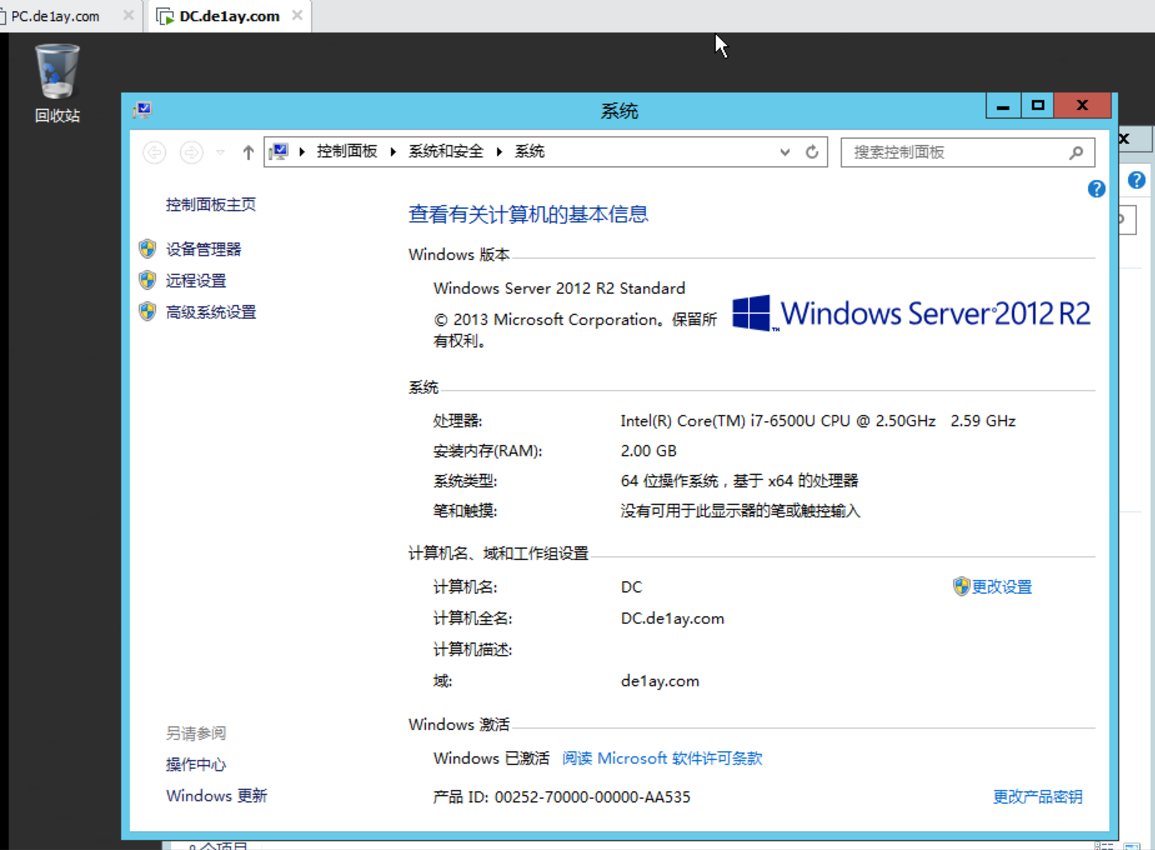 PC.de1ay.com
DC.de1ay.com
回收站
系统
控制面板 系统和安全 系统
搜索控制面板
控制面板主页
设备管理器
远程设置
高级系统设置
查看有关计算机的基本信息
Windows 版本
Windows Server 2012 R2 Standard
© 2013 Microsoft Corporation。保留所
有权利。
Windows Server 2012 R2
系统
处理器: Intel(R) Core(TM) i7-6500U CPU @ 2.50GHz 2.59 GHz
安装内存(RAM): 2.00 GB
系统类型: 64 位操作系统，基于 x64 的处理器
笔和触摸: 没有可用于此显示器的笔或触控输入
计算机名、域和工作组设置
计算机名: DC 更改设置
计算机全名: DC.de1ay.com
计算机描述:
域: de1ay.com
Windows 激活
Windows 已激活 阅读 Microsoft 软件许可条款
产品 ID: 00252-70000-00000-AA535 更改产品密钥
另请参阅
操作中心
Windows 更新